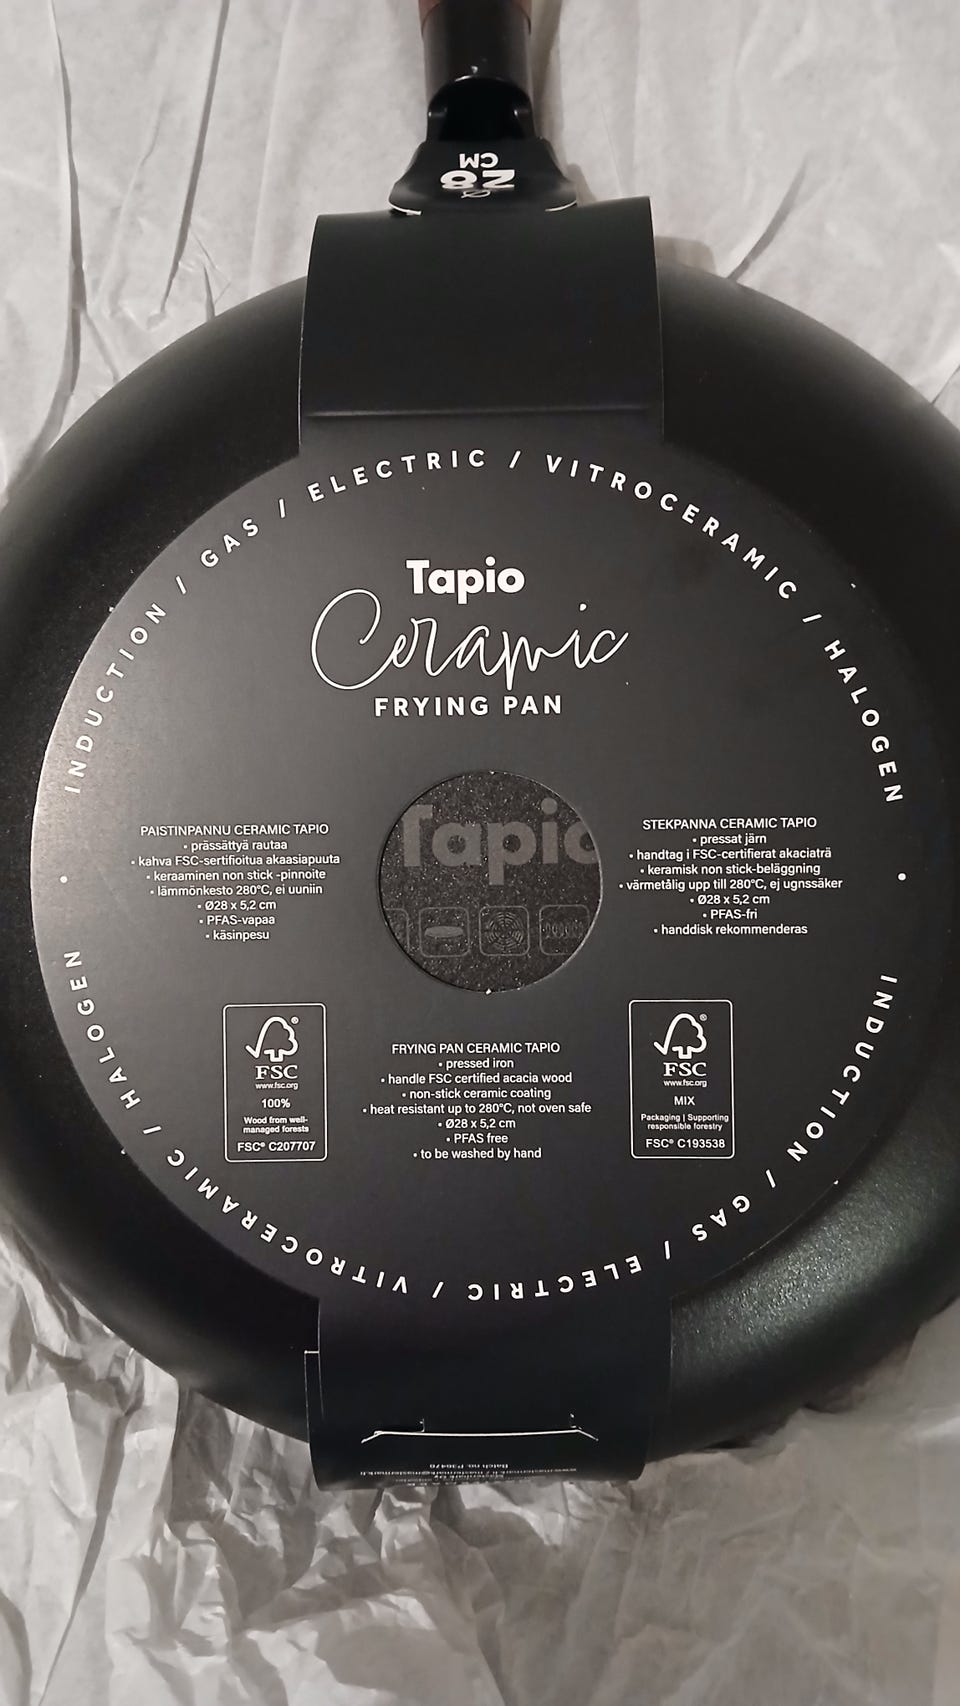 Ø
28
CM
INDUCTION / GAS / ELECTRIC / VITROCERAMIC / HALOGEN
Tapio
Ceramic
FRYING PAN
Tapio
PAISTINPANNU CERAMIC TAPIO
• prässättyä rautaa
• kahva FSC-sertifioitua akaasiapuuta
• keraaminen non stick -pinnoite
• lämmönkesto 280°C, ei uuniin
• Ø28 x 5,2 cm
• PFAS-vapaa
• käsinpesu
STEKPANNA CERAMIC TAPIO
• pressat järn
• handtag i FSC-certifierat akaciaträ
• keramisk non stick-beläggning
• värmetålig upp till 280°C, ej ugnssäker
• Ø28 x 5,2 cm
• PFAS-fri
• handdisk rekommenderas
®
FSC
www.fsc.org
100%
Wood from well-
managed forests
FSC® C207707
FRYING PAN CERAMIC TAPIO
• pressed iron
• handle FSC certified acacia wood
• non-stick ceramic coating
• heat resistant up to 280°C, not oven safe
• Ø28 x 5,2 cm
• PFAS free
• to be washed by hand
®
FSC
www.fsc.org
MIX
Packaging | Supporting
responsible forestry
FSC® C193538
INDUCTION / GAS / ELECTRIC / VITROCERAMIC / HALOGEN
Batch no. P36470